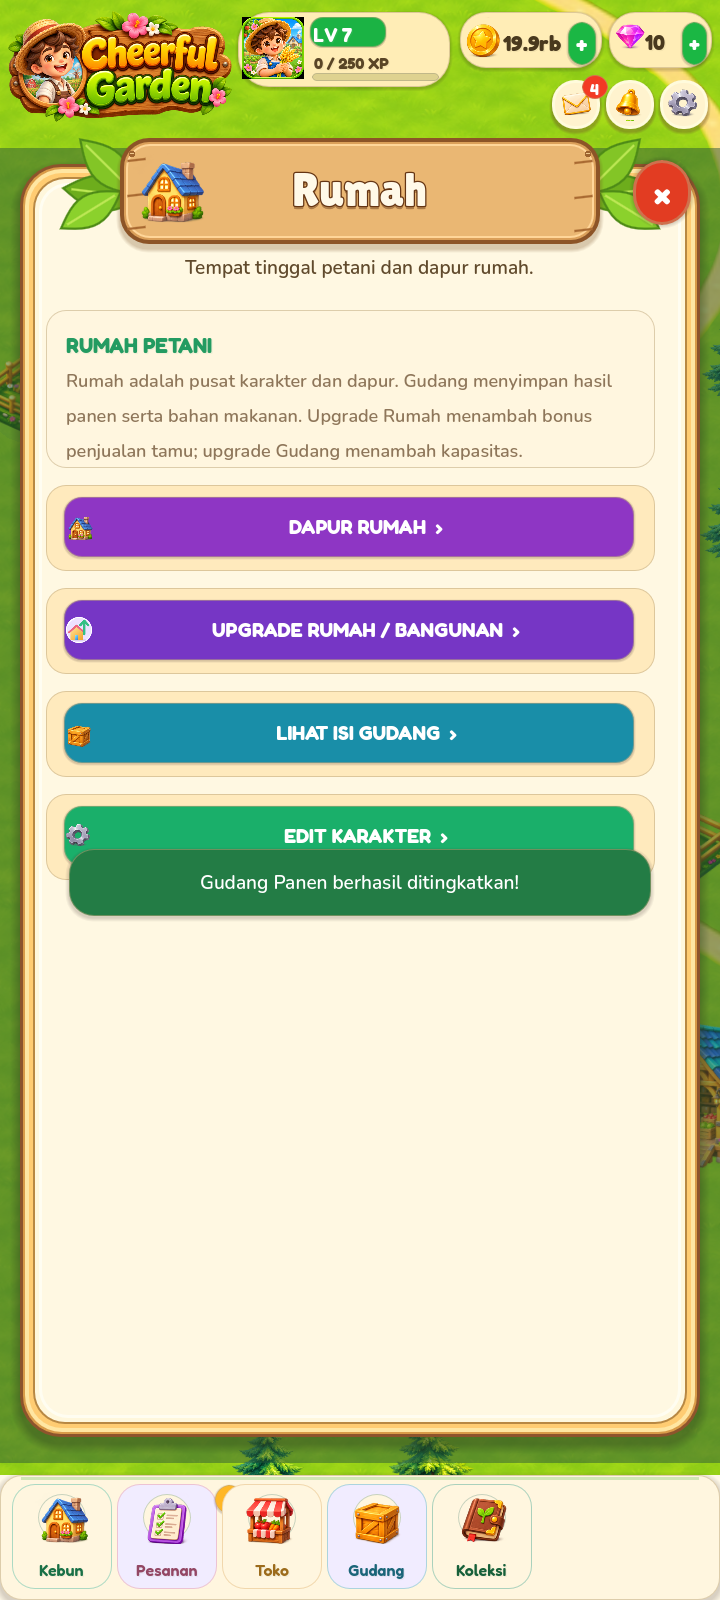 Cheerful
Garden
LV 7
0 / 250 XP
19.9rb
+
10
+
4
Rumah
Tempat tinggal petani dan dapur rumah.
RUMAH PETANI
Rumah adalah pusat karakter dan dapur. Gudang menyimpan hasil
panen serta bahan makanan. Upgrade Rumah menambah bonus
penjualan tamu; upgrade Gudang menambah kapasitas.
DAPUR RUMAH ›
UPGRADE RUMAH / BANGUNAN ›
LIHAT ISI GUDANG ›
EDIT KARAKTER ›
Gudang Panen berhasil ditingkatkan!
Kebun
Pesanan
Toko
Gudang
Koleksi